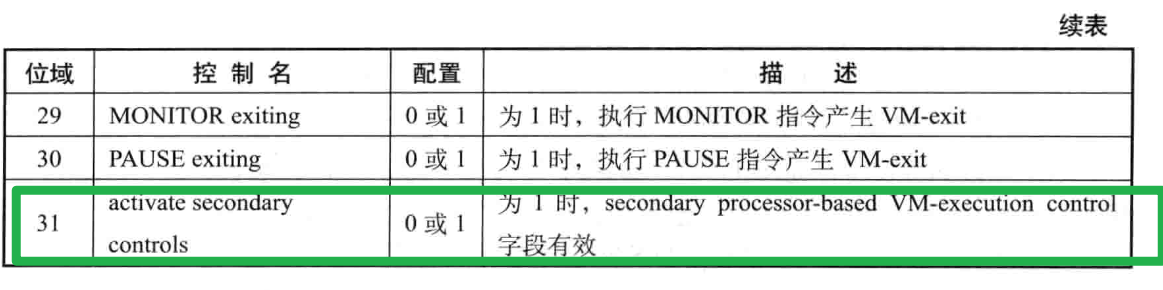 续表
位域 控制名 配置 描述
29 MONITOR exiting 0 或 1 为 1 时，执行 MONITOR 指令产生 VM-exit
30 PAUSE exiting 0 或 1 为 1 时，执行 PAUSE 指令产生 VM-exit
31 activate secondary controls 0 或 1 为 1 时，secondary processor-based VM-execution control
字段有效